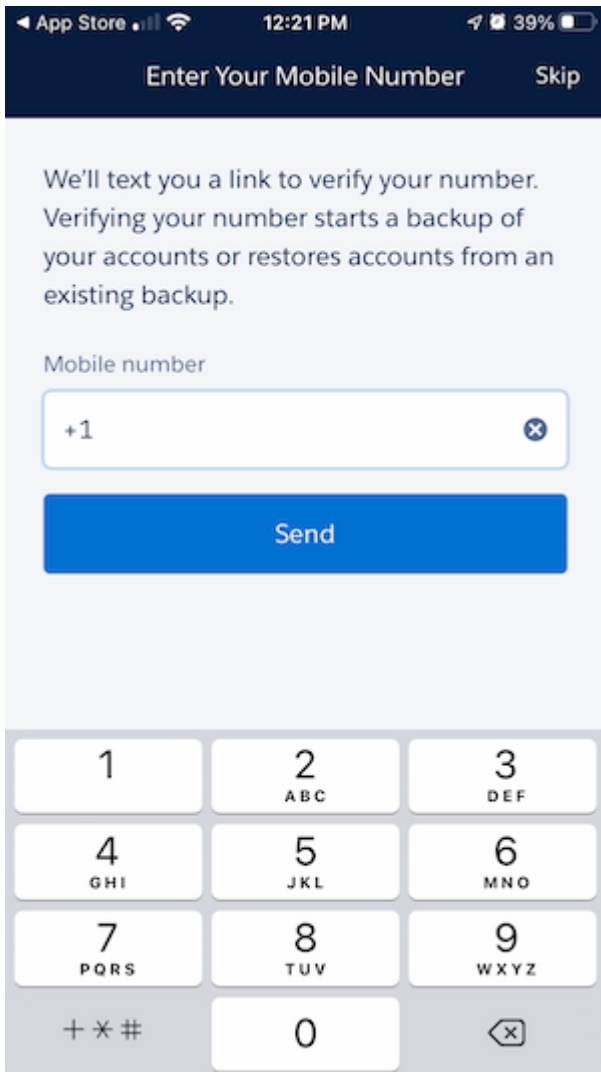 ◀ App Store 12:21 PM 39%
Enter Your Mobile Number Skip
We'll text you a link to verify your number.
Verifying your number starts a backup of
your accounts or restores accounts from an
existing backup.
Mobile number
+1
Send
1 2 3
ABC DEF
4 5 6
GHI JKL MNO
7 8 9
PQRS TUV WXYZ
+*# 0